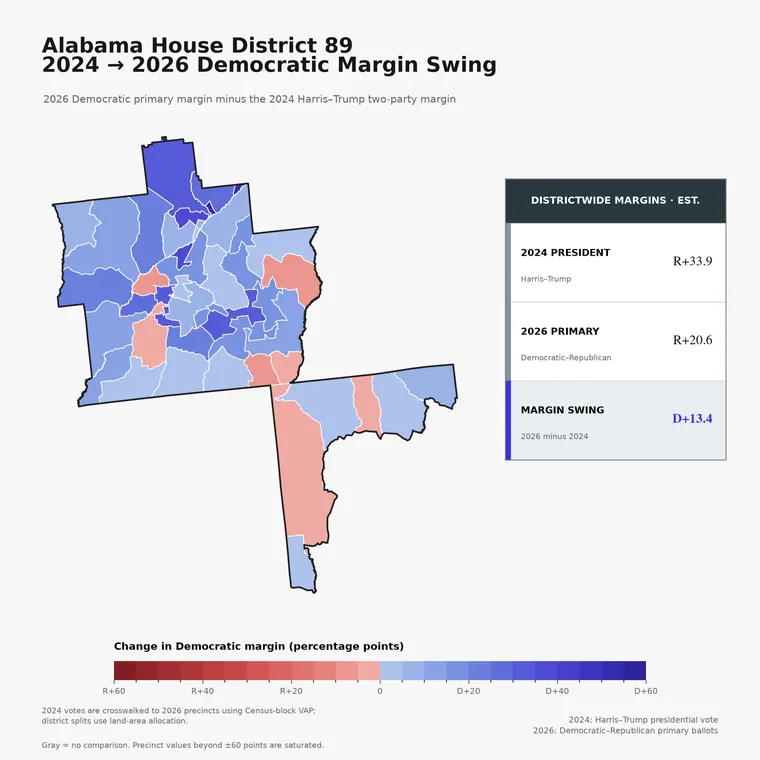 Alabama House District 89
2024 → 2026 Democratic Margin Swing
2026 Democratic primary margin minus the 2024 Harris–Trump two-party margin
DISTRICTWIDE MARGINS · EST.
2024 PRESIDENT
R+33.9
Harris–Trump
2026 PRIMARY
R+20.6
Democratic–Republican
MARGIN SWING
D+13.4
2026 minus 2024
Change in Democratic margin (percentage points)
R+60 R+40 R+20 0 D+20 D+40 D+60
2024 votes are crosswalked to 2026 precincts using Census-block VAP;
district splits use land-area allocation.
2024: Harris–Trump presidential vote
2026: Democratic–Republican primary ballots
Gray = no comparison. Precinct values beyond ±60 points are saturated.